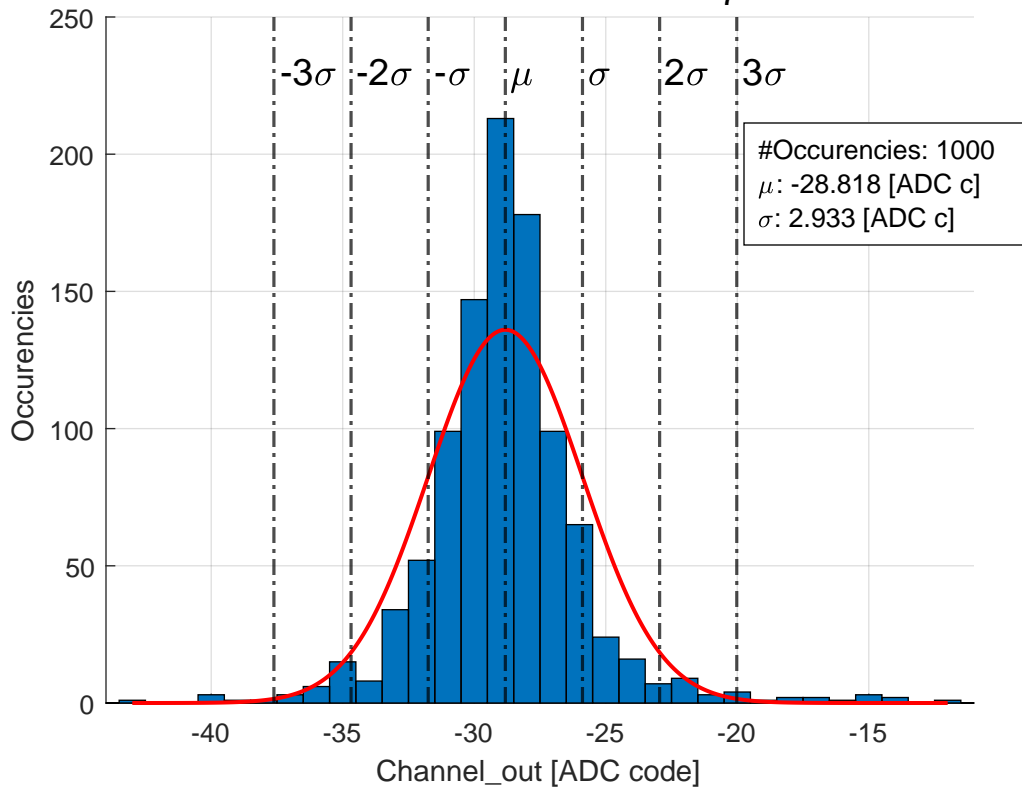 250
-3σ -2σ -σ μ σ 2σ 3σ
#Occurencies: 1000
μ: -28.818 [ADC c]
σ: 2.933 [ADC c]
200
150
100
50
0
Occurencies
-40 -35 -30 -25 -20 -15
Channel_out [ADC code]